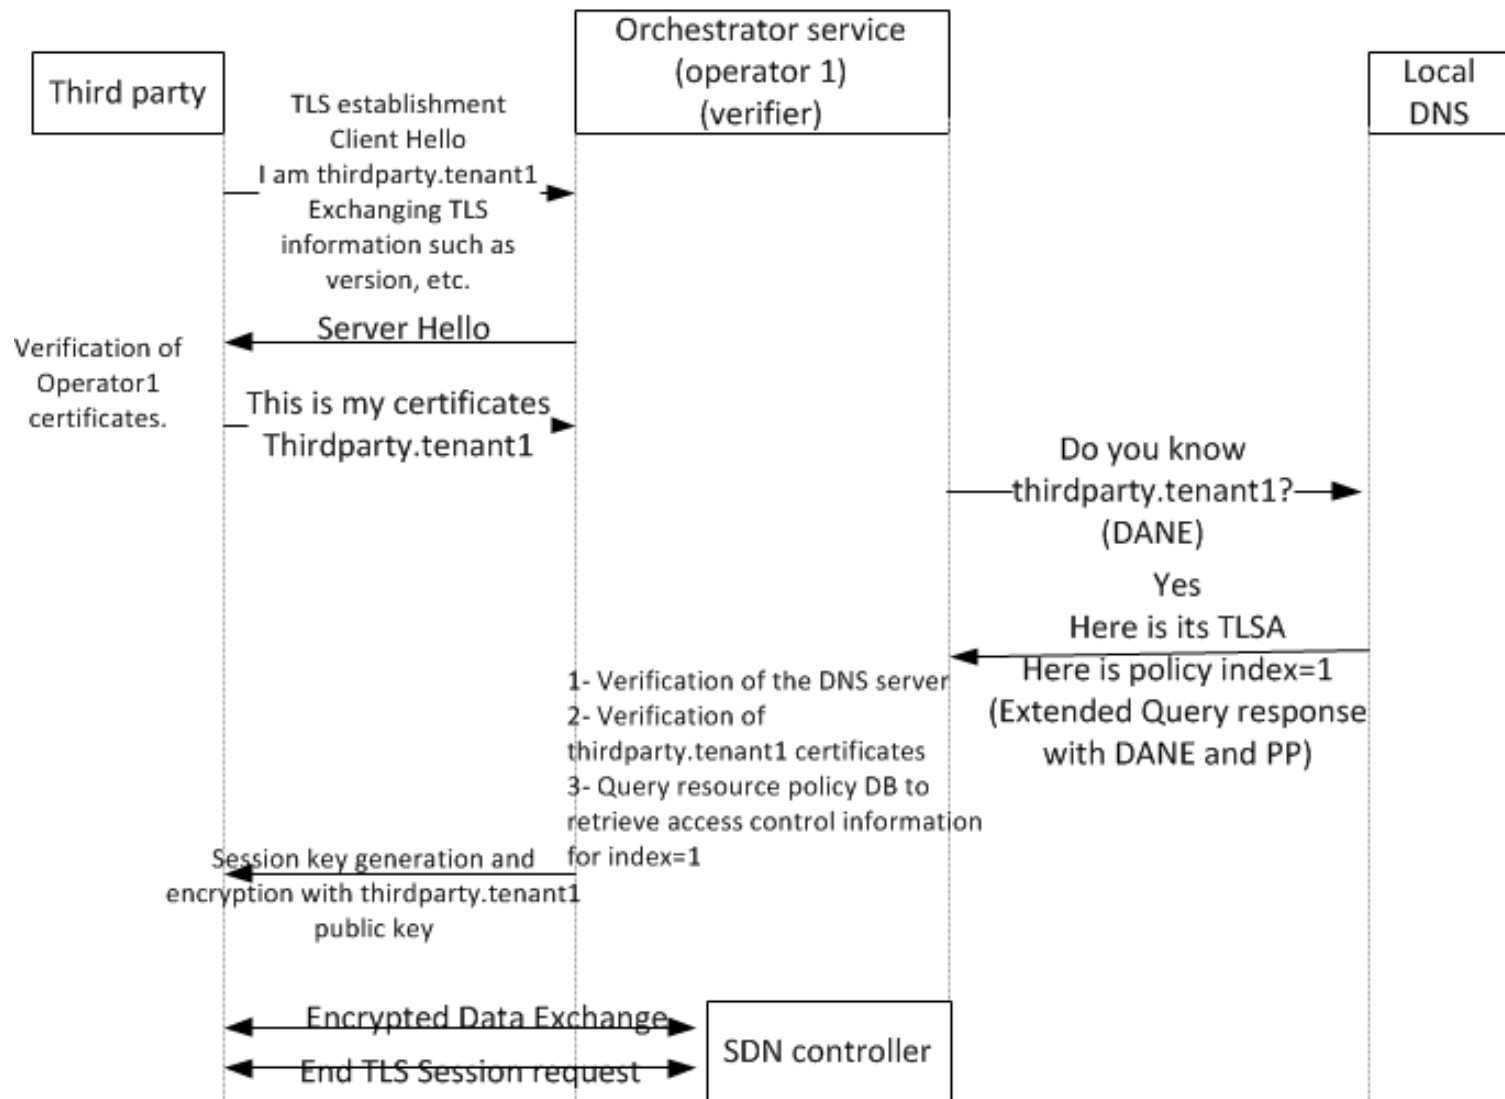 Third party
Orchestrator service
(operator 1)
(verifier)
Local
DNS
TLS establishment
Client Hello
I am thirdparty.tenant1
Exchanging TLS
information such as
version, etc.
Server Hello
Verification of
Operator1
certificates.
This is my certificates
Thirdparty.tenant1
Do you know
thirdparty.tenant1?
(DANE)
Yes
Here is its TLSA
Here is policy index=1
(Extended Query response
with DANE and PP)
1- Verification of the DNS server
2- Verification of
thirdparty.tenant1 certificates
3- Query resource policy DB to
retrieve access control information
for index=1
Session key generation and
encryption with thirdparty.tenant1
public key
Encrypted Data Exchange
End TLS Session request
SDN controller